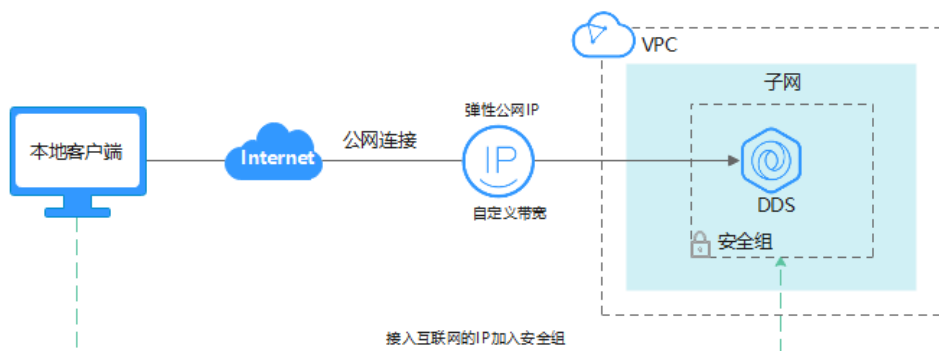 VPC
子网
弹性公网IP
本地客户端
Internet
公网连接
IP
自定义带宽
DDS
安全组
接入互联网的IP加入安全组